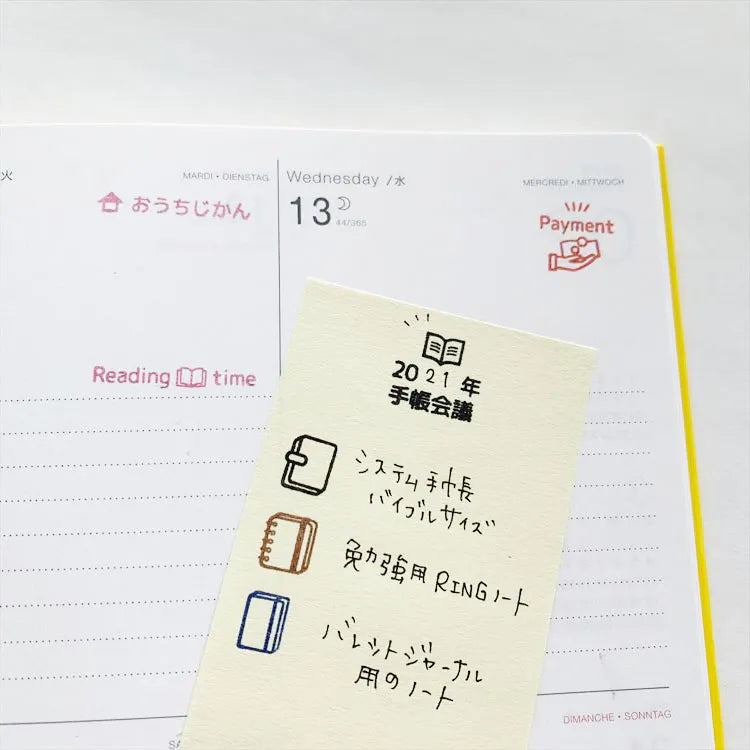 火
MARDI • DIENSTAG
おうちじかん
Reading time
Wednesday /水
13
44/365
MERCREDI • MITTWOCH
Payment
2021年
手帳会議
システム手帳
バイブルサイズ
勉強用RINGノート
バレットジャーナル
用のノート
DIMANCHE • SONNTAG
SA